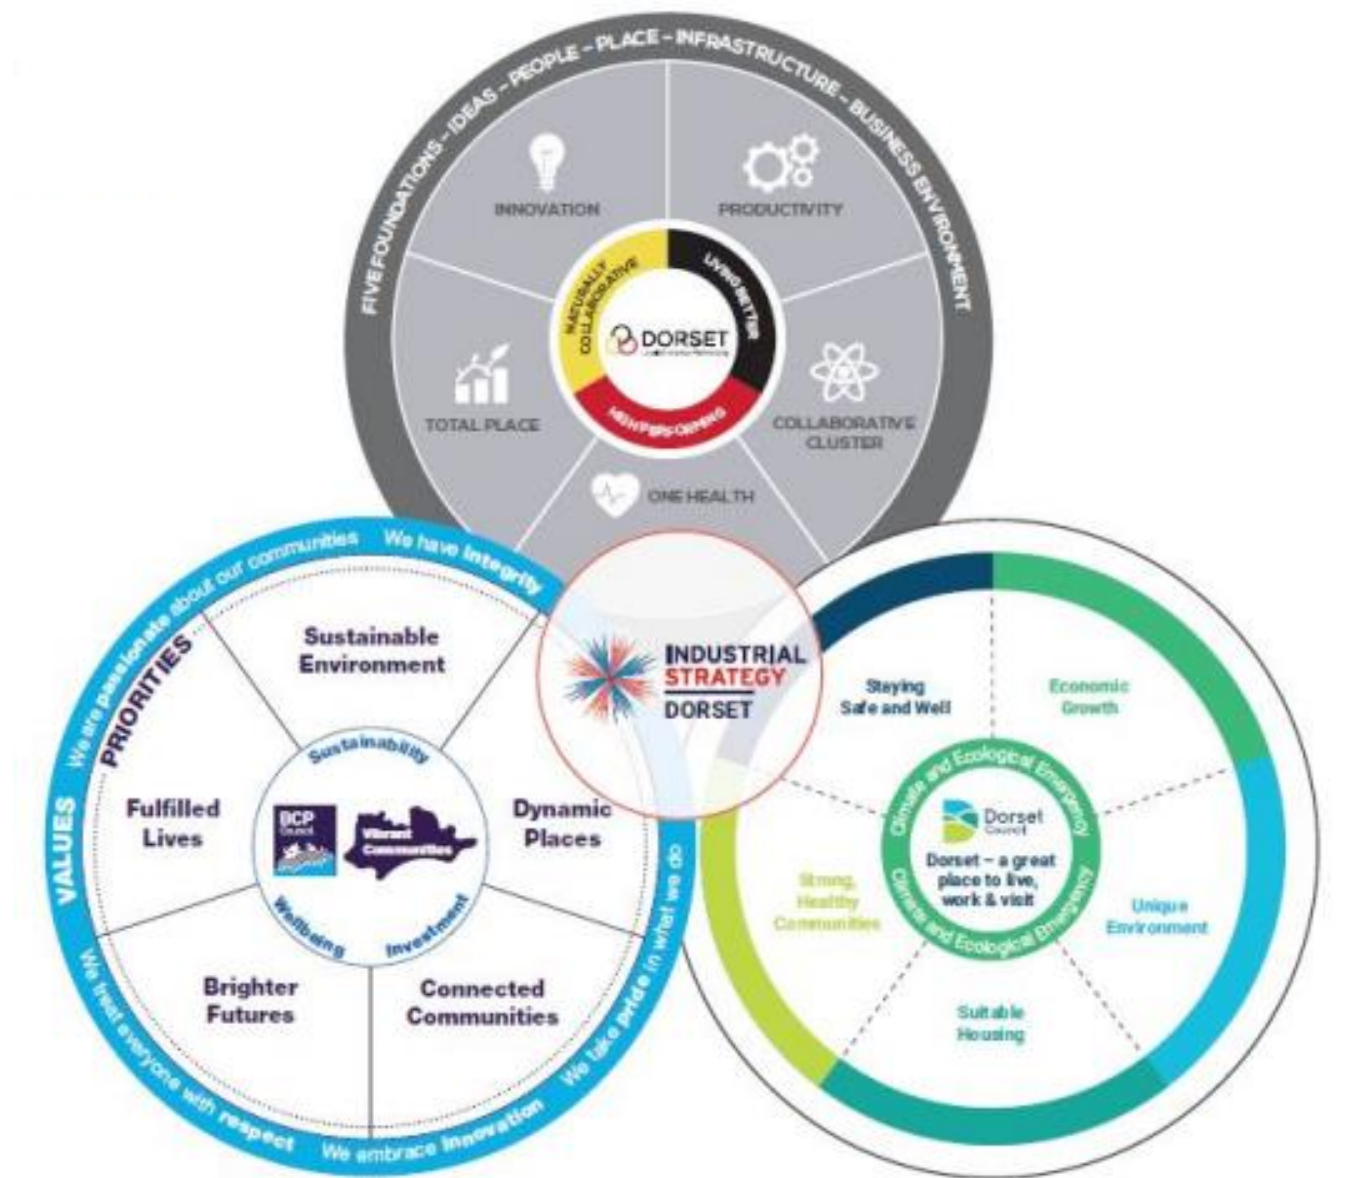 FIVE FOUNDATIONS – IDEAS – PEOPLE – PLACE – INFRASTRUCTURE – BUSINESS ENVIRONMENT
INNOVATION
PRODUCTIVITY
NATURALLY
COLLABORATIVE
LIVING BETTER
HIGH PERFORMING
DORSET
TOTAL PLACE
COLLABORATIVE
CLUSTER
ONE HEALTH
INDUSTRIAL
STRATEGY
DORSET
VALUES
We are passionate about our communities
We have integrity
We take pride in what we do
We embrace innovation
We treat everyone with respect
PRIORITIES
Sustainable
Environment
Dynamic
Places
Connected
Communities
Brighter
Futures
Fulfilled
Lives
Sustainability
Investment
Wellbeing
BCP
Council
Vibrant
Communities
Staying
Safe and Well
Economic
Growth
Unique
Environment
Suitable
Housing
Strong,
Healthy
Communities
Climate and Ecological Emergency
Climate and Ecological Emergency
Dorset
Council
Dorset – a great
place to live,
work & visit